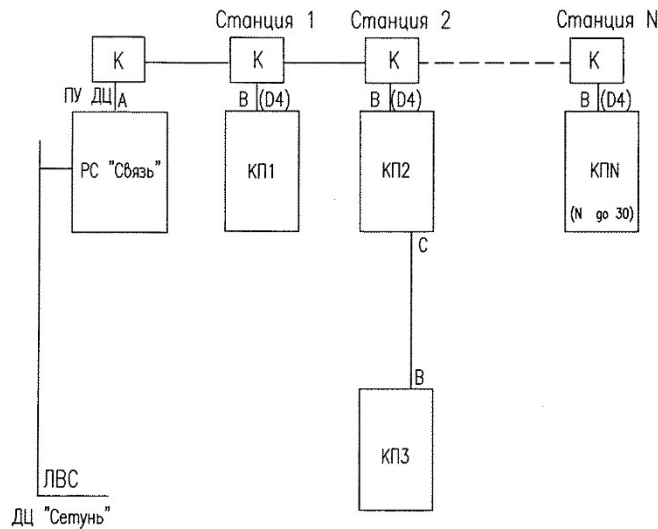 Станция 1
Станция 2
Станция N
К
К
К
К
ПУ ДЦ
А
В (D4)
В (D4)
В (D4)
РС "Связь"
КП1
КП2
КПN
(N до 30)
С
В
КП3
ЛВС
ДЦ "Сетунь"